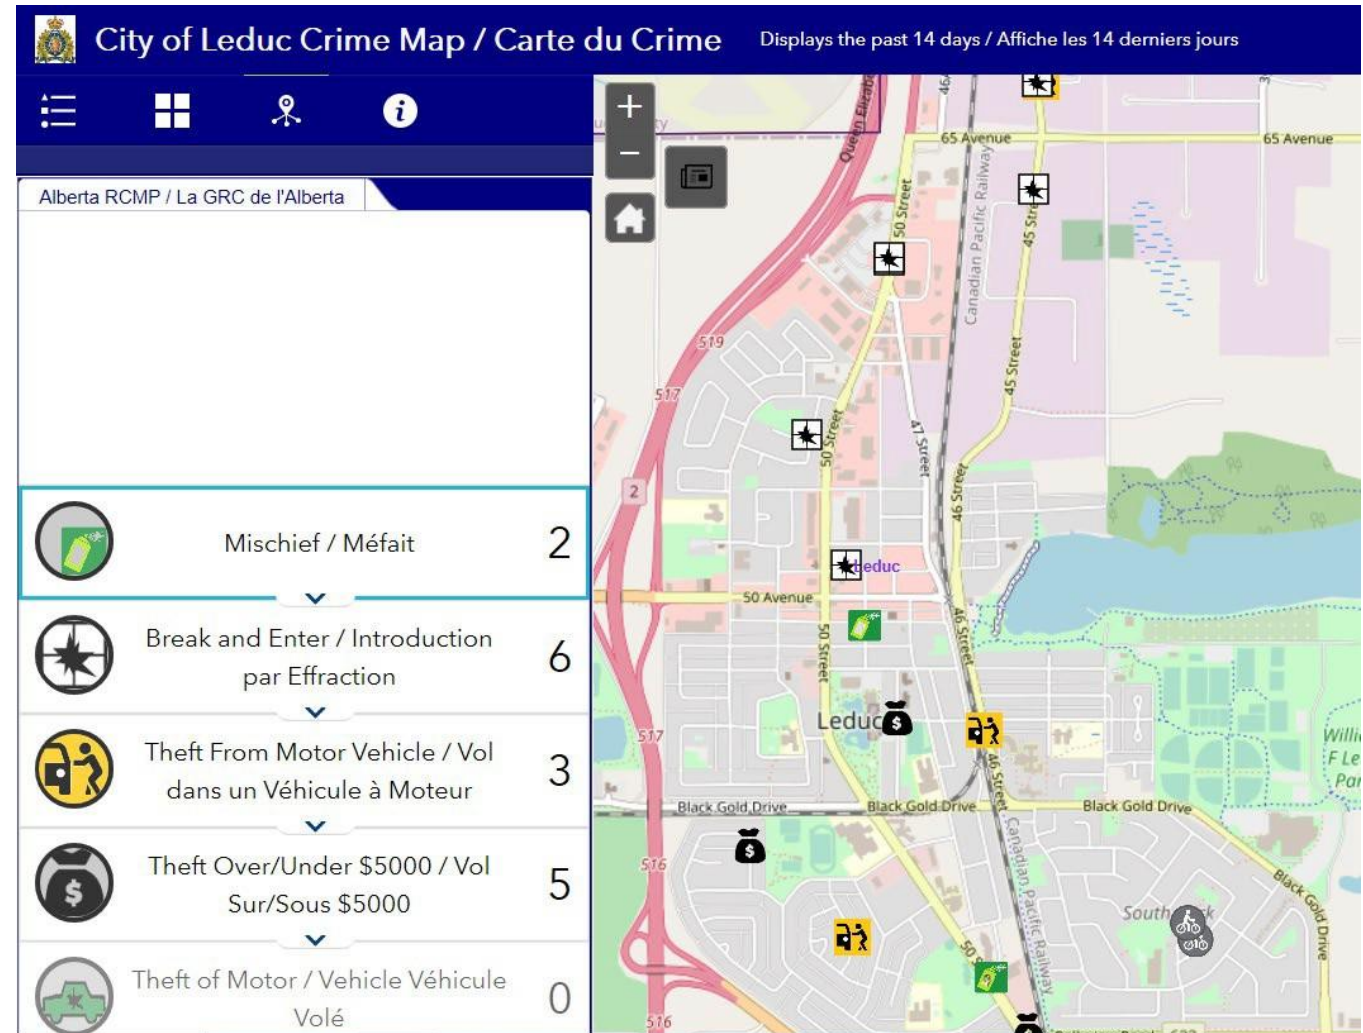 City of Leduc Crime Map / Carte du Crime
Displays the past 14 days / Affiche les 14 derniers jours
Alberta RCMP / La GRC de l'Alberta
Mischief / Méfait
2
Break and Enter / Introduction
par Effraction
6
Theft From Motor Vehicle / Vol
dans un Véhicule à Moteur
3
Theft Over/Under $5000 / Vol
Sur/Sous $5000
5
Theft of Motor / Vehicle Véhicule
Volé
0
+
−
65 Avenue
65 Avenue
50 Street
Canadian Pacific Railway
519
517
45 Street
47 Street
50 Street
2
46 Street
Leduc
50 Avenue
50 Street
46 Street
Leduc
517
46 Street
F Le
Black Gold Drive
Black Gold Drive
Black Gold Drive
516
Canadian Pacific Railway
Black Gold Drive
516